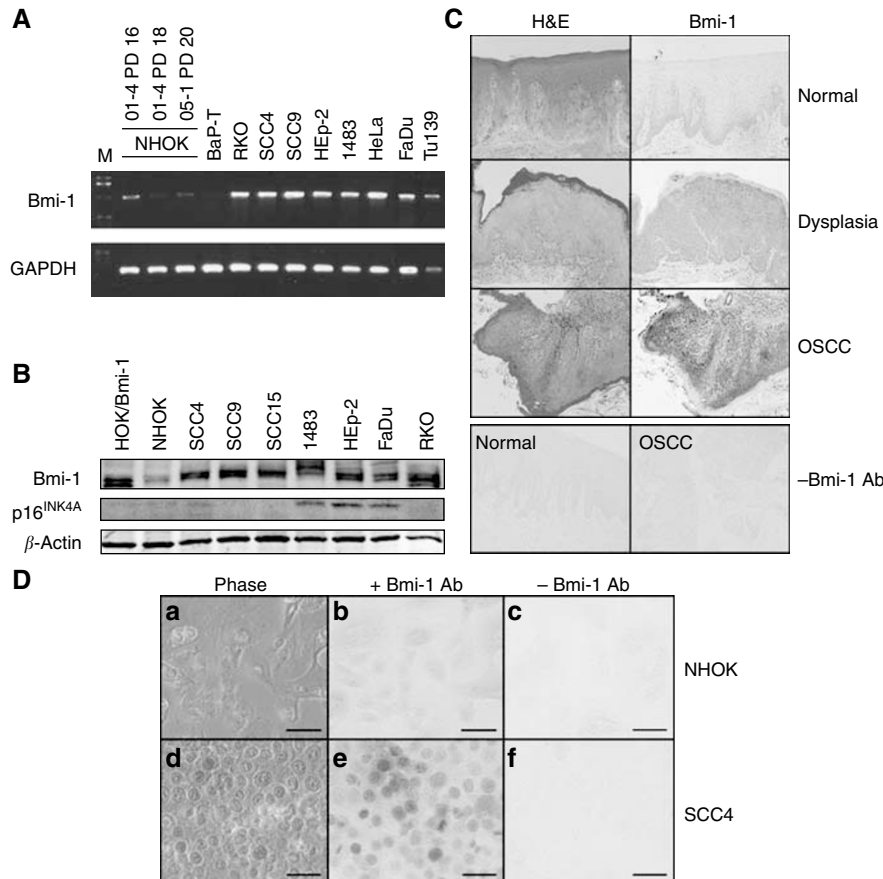 A
01-4 PD 16
01-4 PD 18
05-1 PD 20
NHOK
M
BaP-T
RKO
SCC4
SCC9
HEp-2
1483
HeLa
FaDu
Tu139
Bmi-1
GAPDH
B
HOK/Bmi-1
NHOK
SCC4
SCC9
SCC15
1483
HEp-2
FaDu
RKO
Bmi-1
p16INK4A
β-Actin
C
H&E
Bmi-1
Normal
Dysplasia
OSCC
Normal
OSCC
–Bmi-1 Ab
D
Phase
+ Bmi-1 Ab
– Bmi-1 Ab
a
b
c
NHOK
d
e
f
SCC4